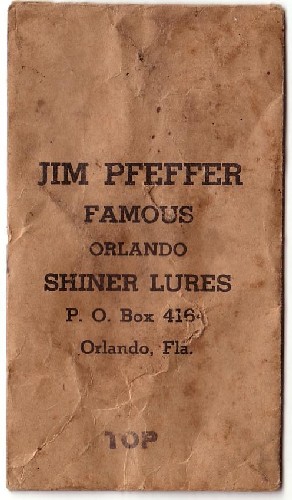 JIM PFEFFER
FAMOUS
ORLANDO
SHINER LURES
P. O. Box 416
Orlando, Fla.
TOP